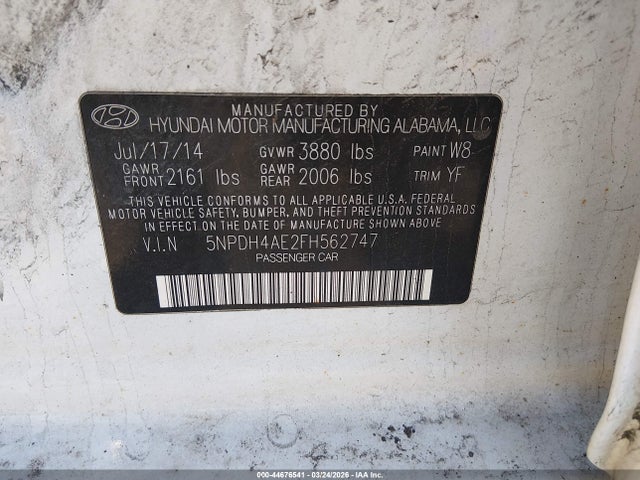 MANUFACTURED BY
HYUNDAI MOTOR MANUFACTURING ALABAMA, LLC
Jul/17/14 GVWR 3880 lbs PAINT W8
GAWR FRONT 2161 lbs GAWR REAR 2006 lbs TRIM YF
THIS VEHICLE CONFORMS TO ALL APPLICABLE U.S.A. FEDERAL
MOTOR VEHICLE SAFETY, BUMPER, AND THEFT PREVENTION STANDARDS
IN EFFECT ON THE DATE OF MANUFACTURE SHOWN ABOVE.
V.I.N 5NPDH4AE2FH562747
PASSENGER CAR
000-44676541 - 03/24/2026 - IAAI.COM